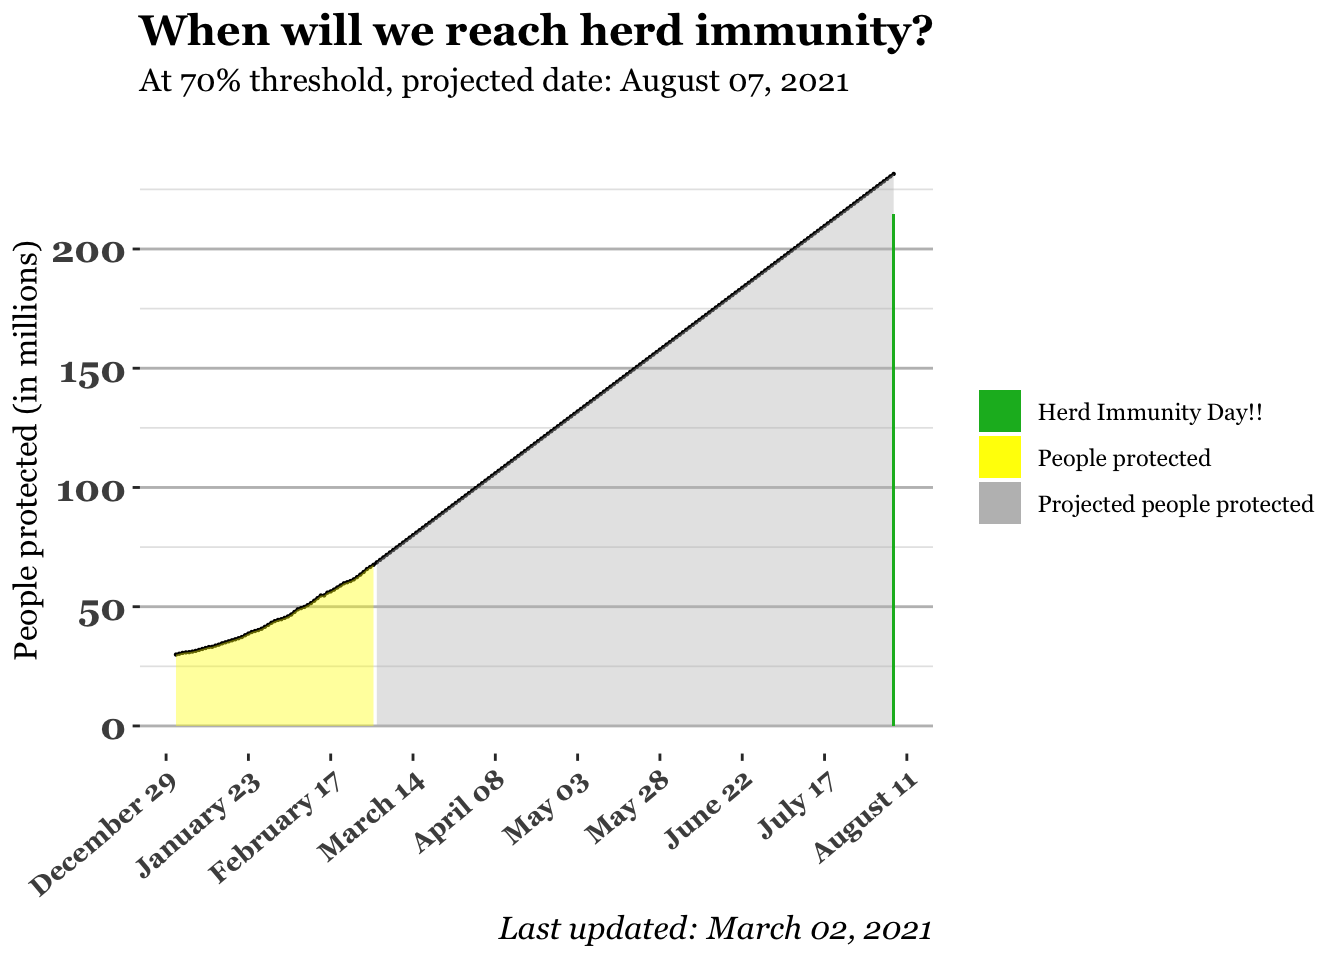 When will we reach herd immunity?
At 70% threshold, projected date: August 07, 2021
People protected (in millions)
200
150
100
50
0
December 29
January 23
February 17
March 14
April 08
May 03
May 28
June 22
July 17
August 11
Herd Immunity Day!!
People protected
Projected people protected
Last updated: March 02, 2021